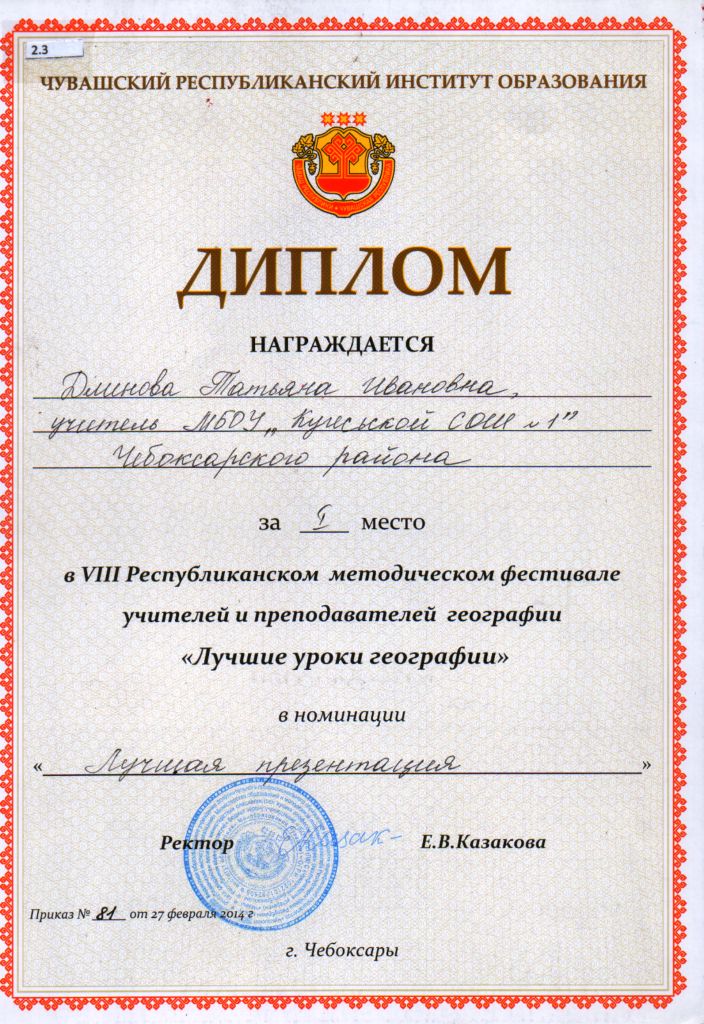 2.3
ЧУВАШСКИЙ РЕСПУБЛИКАНСКИЙ ИНСТИТУТ ОБРАЗОВАНИЯ
ДИПЛОМ
НАГРАЖДАЕТСЯ
Длинова Татьяна Ивановна,
учитель МБОУ „Кугесьской СОШ №1”
Чебоксарского района
за I место
в VIII Республиканском методическом фестивале
учителей и преподавателей географии
«Лучшие уроки географии»
в номинации
« Лучшая презентация »
Ректор Е.В.Казакова
Приказ № 81 от 27 февраля 2014 г
г. Чебоксары